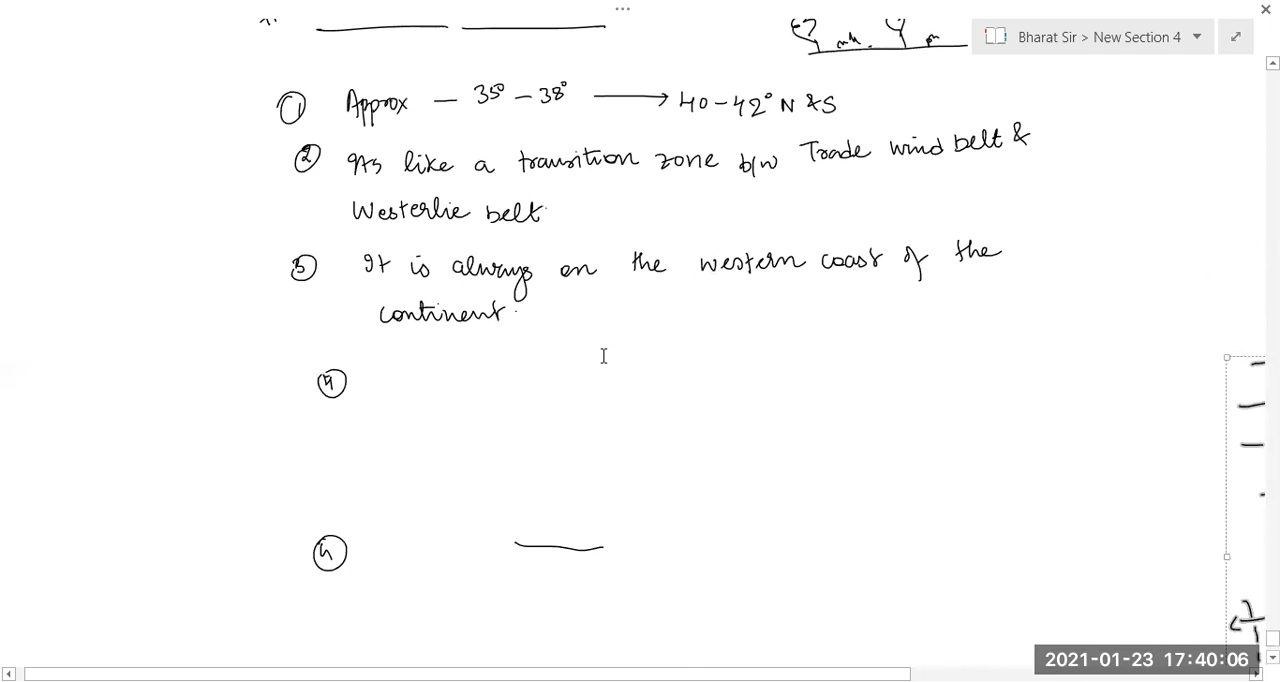 Bharat Sir > New Section 4
① Approx — 35° - 38° ⟶ 40-42° N & S
② Its like a transition zone b/w Trade wind belt &
Westerlie belt.
③ It is always on the western coast of the
continent.
④
2021-01-23 17:40:06